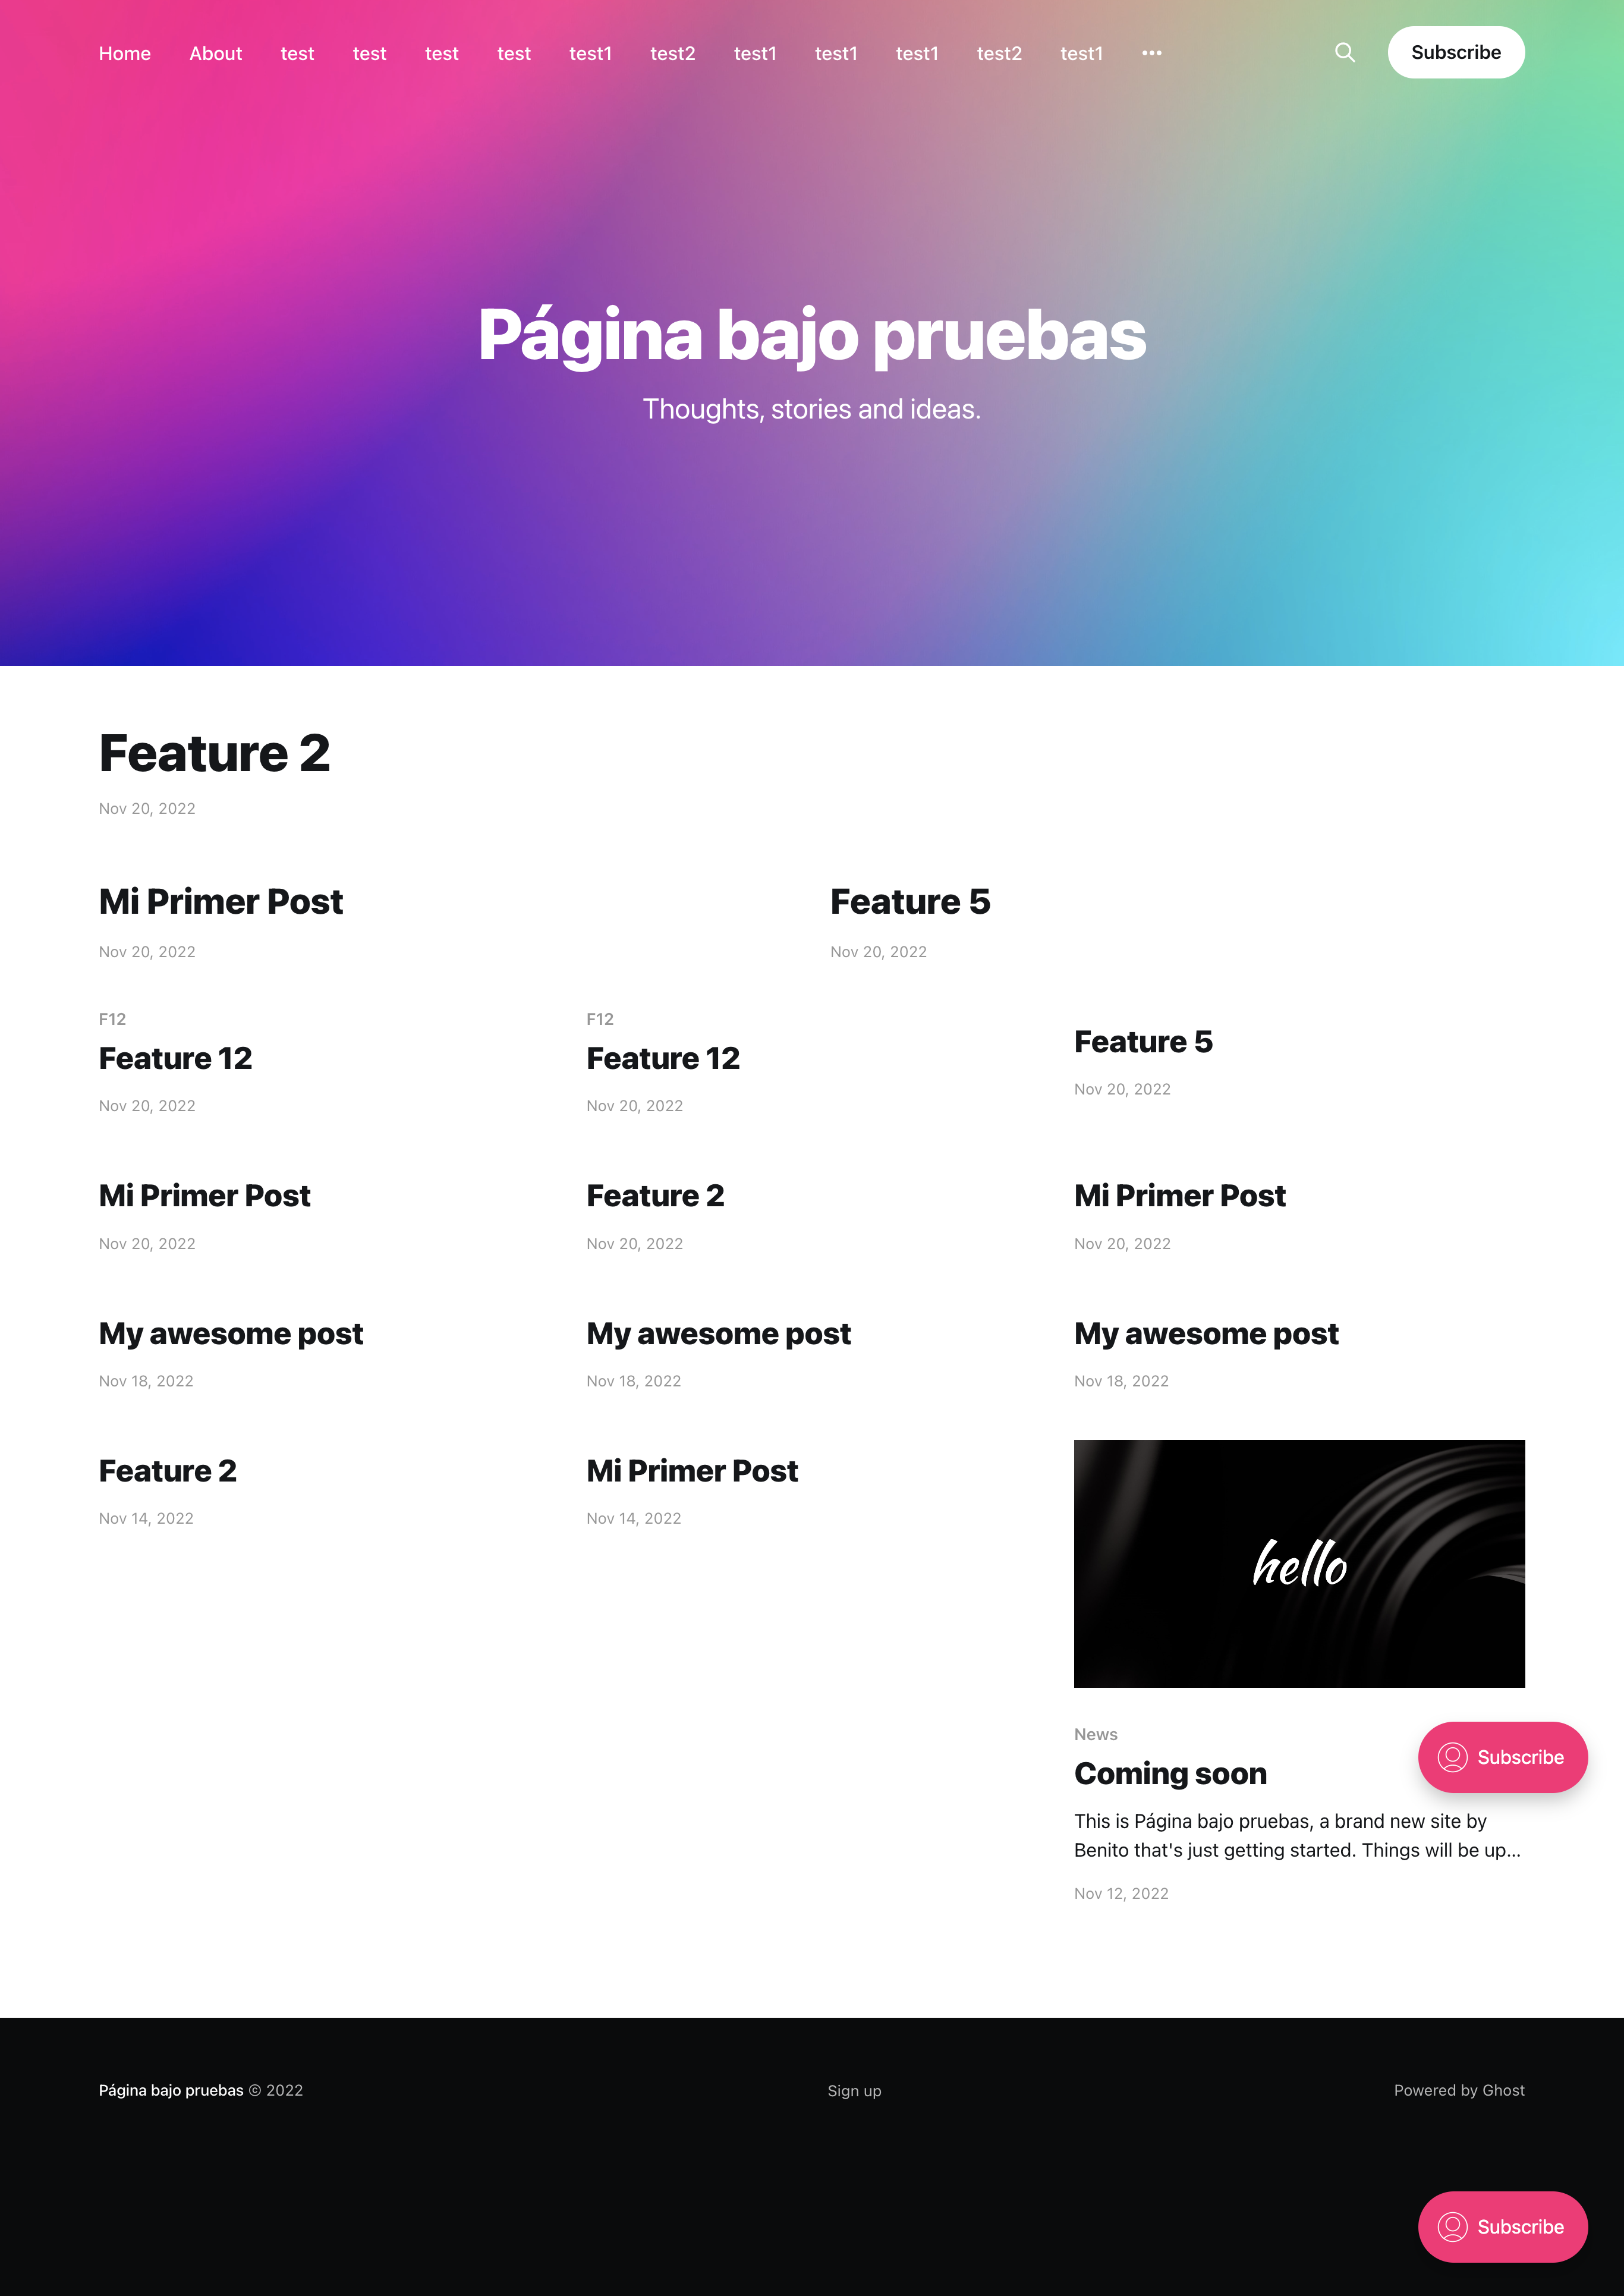 Home About test test test test test1 test2 test1 test1 test1 test2 test1 ••• Subscribe
Página bajo pruebas
Thoughts, stories and ideas.
Feature 2
Nov 20, 2022
Mi Primer Post
Nov 20, 2022
Feature 5
Nov 20, 2022
F12
Feature 12
Nov 20, 2022
F12
Feature 12
Nov 20, 2022
Feature 5
Nov 20, 2022
Mi Primer Post
Nov 20, 2022
Feature 2
Nov 20, 2022
Mi Primer Post
Nov 20, 2022
My awesome post
Nov 18, 2022
My awesome post
Nov 18, 2022
My awesome post
Nov 18, 2022
Feature 2
Nov 14, 2022
Mi Primer Post
Nov 14, 2022
hello
News
Coming soon
This is Página bajo pruebas, a brand new site by
Benito that's just getting started. Things will be up...
Nov 12, 2022
Subscribe
Página bajo pruebas © 2022
Sign up
Powered by Ghost
Subscribe